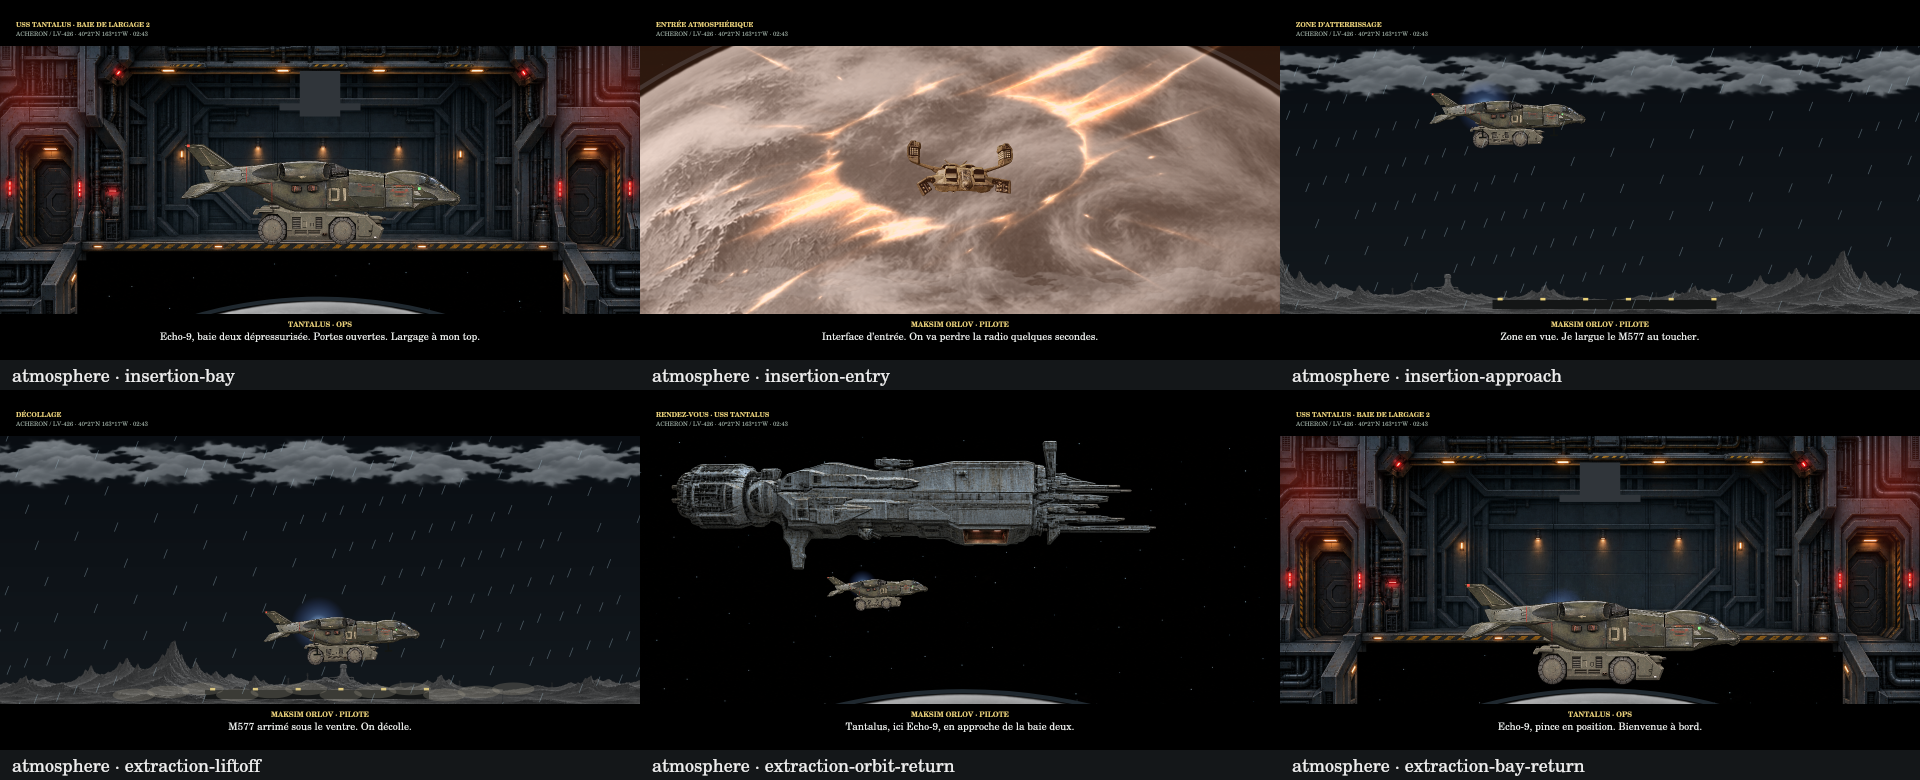 USS TANTALUS · BAIE DE LARGAGE 2
ACHERON / LV-426 · 40°27'N 163°17'W · 02:43
01
TANTALUS · OPS
Echo-9, baie deux dépressurisée. Portes ouvertes. Largage à mon top.
atmosphere · insertion-bay
ENTRÉE ATMOSPHÉRIQUE
ACHERON / LV-426 · 40°27'N 163°17'W · 02:43
MAKSIM ORLOV · PILOTE
Interface d'entrée. On va perdre la radio quelques secondes.
atmosphere · insertion-entry
ZONE D'ATTERRISSAGE
ACHERON / LV-426 · 40°27'N 163°17'W · 02:43
01
MAKSIM ORLOV · PILOTE
Zone en vue. Je largue le M577 au toucher.
atmosphere · insertion-approach
DÉCOLLAGE
ACHERON / LV-426 · 40°27'N 163°17'W · 02:43
01
MAKSIM ORLOV · PILOTE
M577 arrimé sous le ventre. On décolle.
atmosphere · extraction-liftoff
RENDEZ-VOUS · USS TANTALUS
ACHERON / LV-426 · 40°27'N 163°17'W · 02:43
MAKSIM ORLOV · PILOTE
Tantalus, ici Echo-9, en approche de la baie deux.
atmosphere · extraction-orbit-return
USS TANTALUS · BAIE DE LARGAGE 2
ACHERON / LV-426 · 40°27'N 163°17'W · 02:43
01
TANTALUS · OPS
Echo-9, pince en position. Bienvenue à bord.
atmosphere · extraction-bay-return